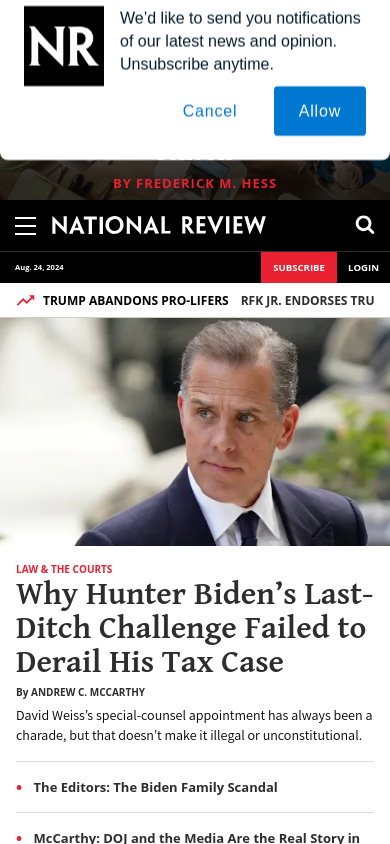 NR
We'd like to send you notifications
of our latest news and opinion.
Unsubscribe anytime.
Cancel
Allow
BY FREDERICK M. HESS
NATIONAL REVIEW
Aug. 24, 2024
SUBSCRIBE
LOGIN
TRUMP ABANDONS PRO-LIFERS RFK JR. ENDORSES TRU
LAW & THE COURTS
Why Hunter Biden’s Last-
Ditch Challenge Failed to
Derail His Tax Case
By ANDREW C. MCCARTHY
David Weiss’s special-counsel appointment has always been a
charade, but that doesn’t make it illegal or unconstitutional.
The Editors: The Biden Family Scandal
McCarthy: DOJ and the Media Are the Real Story in